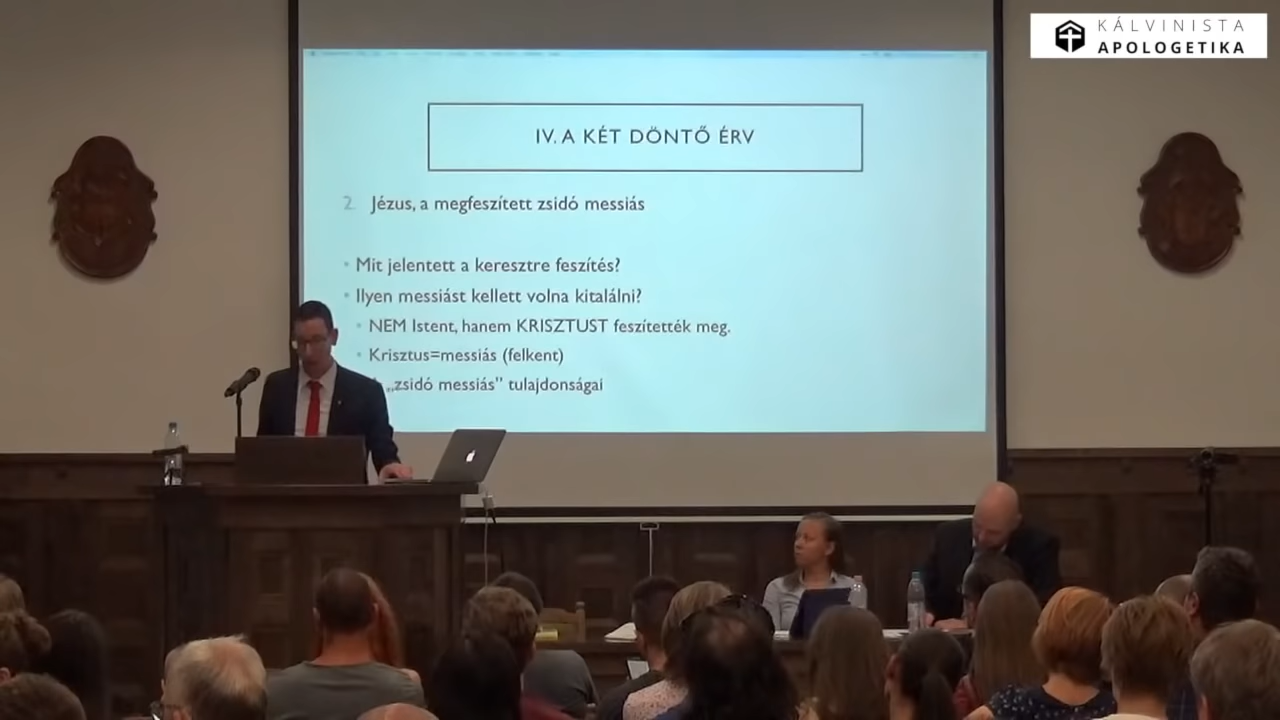 KÁLVINISTA
APOLOGETIKA
IV. A KÉT DÖNTŐ ÉRV
2. Jézus, a megfeszített zsidó messiás
• Mit jelentett a keresztre feszítés?
• Ilyen messiást kellett volna kitalálni?
• NEM Istent, hanem KRISZTUST feszítették meg.
• Krisztus=messiás (felkent)
„zsidó messiás” tulajdonságai